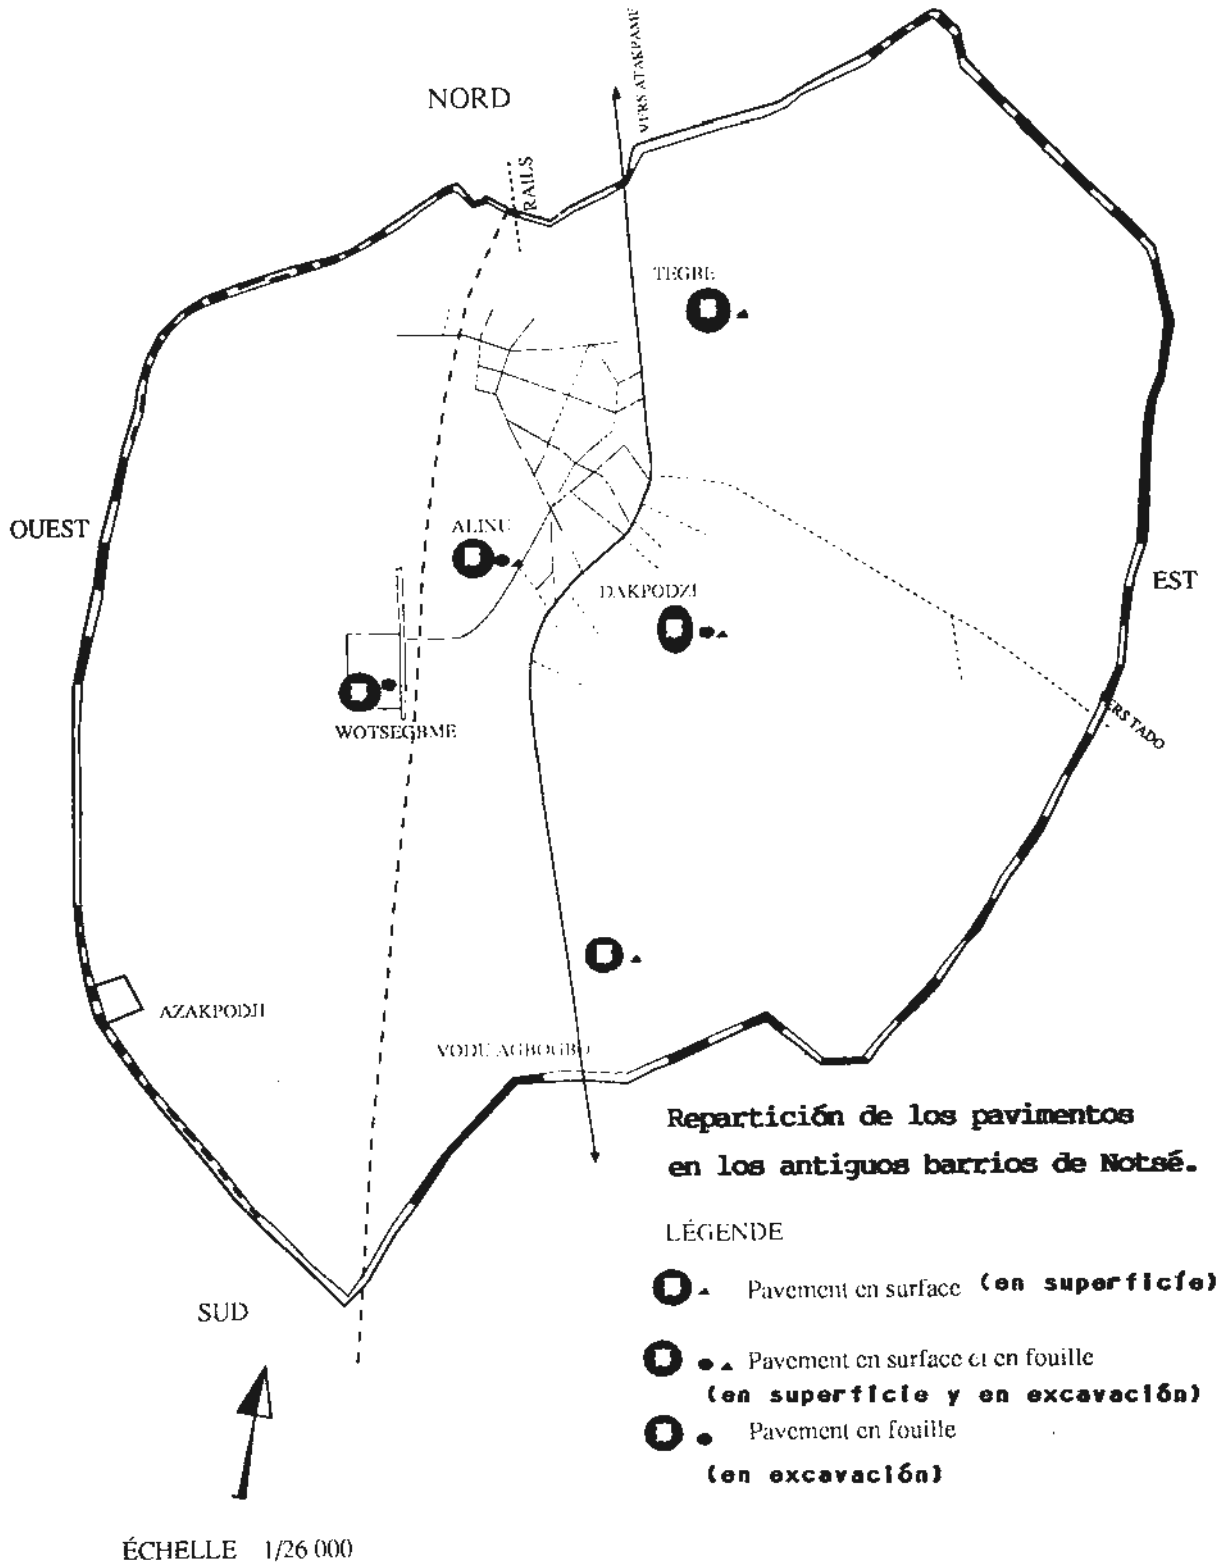 NORD
VERS ATAKPAME
RAILS
TEGBE
OUEST
ALINU
EST
DAKPODZI
WOTSEGBME
VERS TADO
AZAKPODJI
VODU AGBOGBO
Repartición de los pavimentos
en los antiguos barrios de Notsé.
LÉGENDE
Pavement en surface (en superficíe)
Pavement en surface et en fouille
(en superficie y en excavación)
Pavement en fouille
(en excavación)
SUD
ÉCHELLE 1/26 000